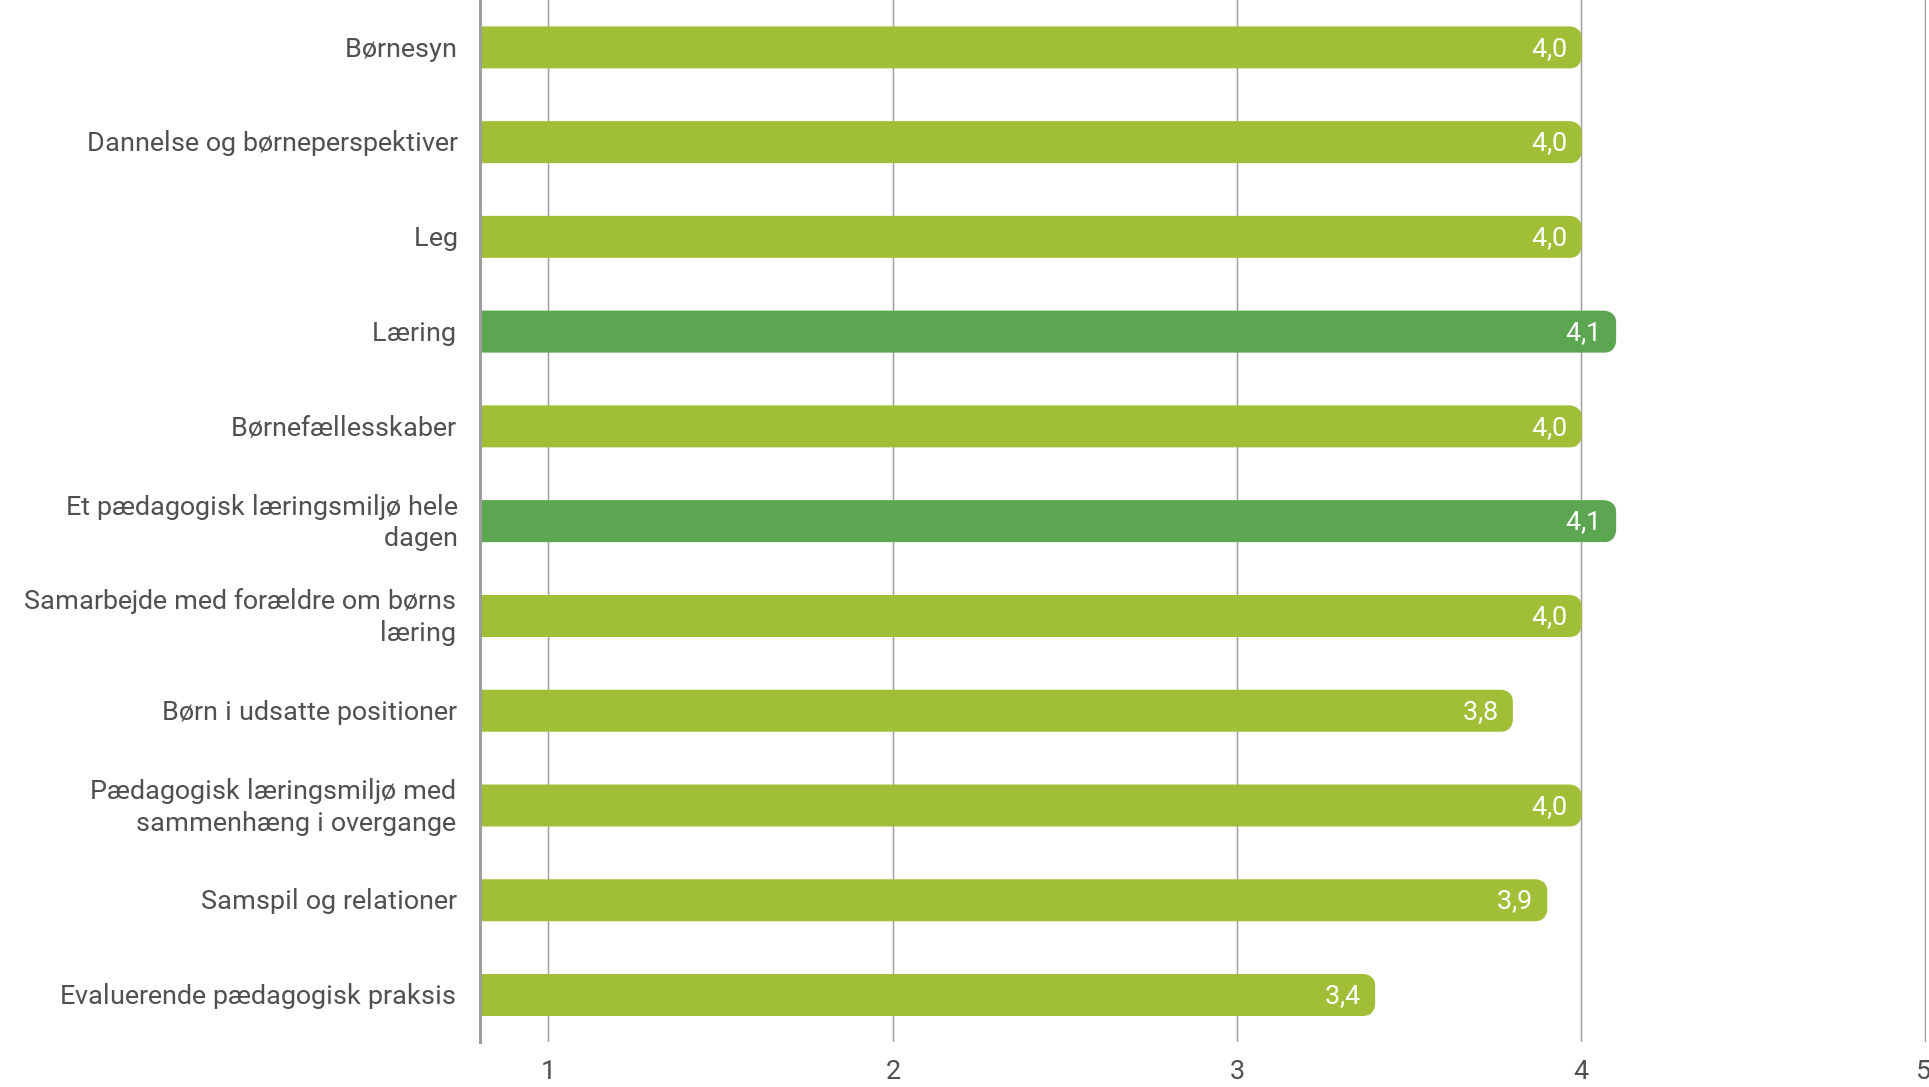 Børnesyn
4,0
Dannelse og børneperspektiver
4,0
Leg
4,0
Læring
4,1
Børnefællesskaber
4,0
Et pædagogisk læringsmiljø hele
dagen
4,1
Samarbejde med forældre om børns
læring
4,0
Børn i udsatte positioner
3,8
Pædagogisk læringsmiljø med
sammenhæng i overgange
4,0
Samspil og relationer
3,9
Evaluerende pædagogisk praksis
3,4
1 2 3 4 5